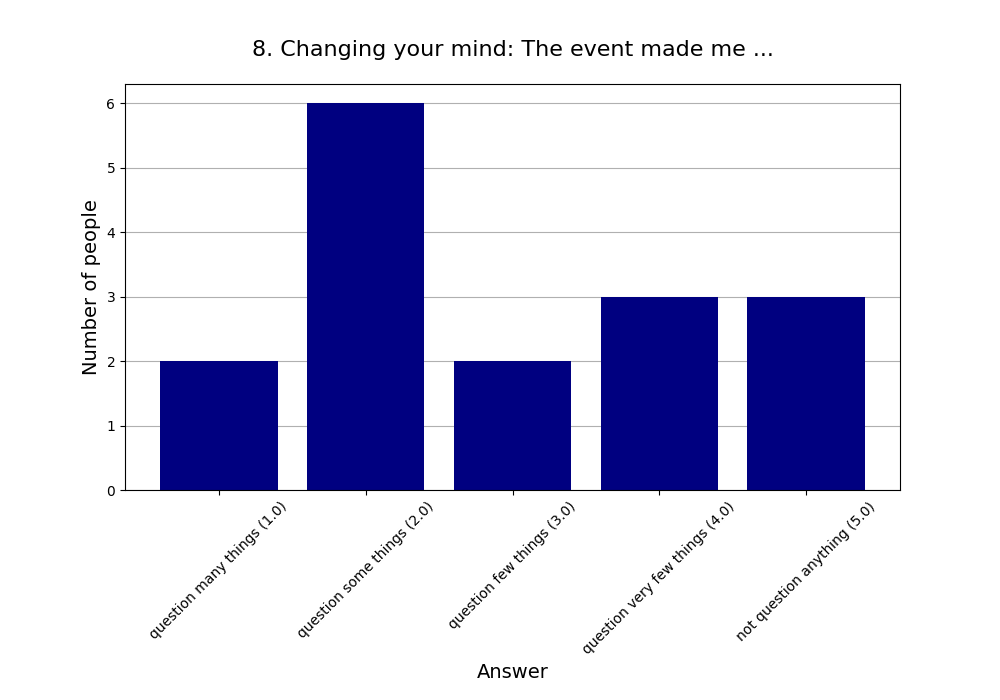 8. Changing your mind: The event made me ...
Number of people
6
5
4
3
2
1
0
question many things (1.0)
question some things (2.0)
question few things (3.0)
question very few things (4.0)
not question anything (5.0)
Answer